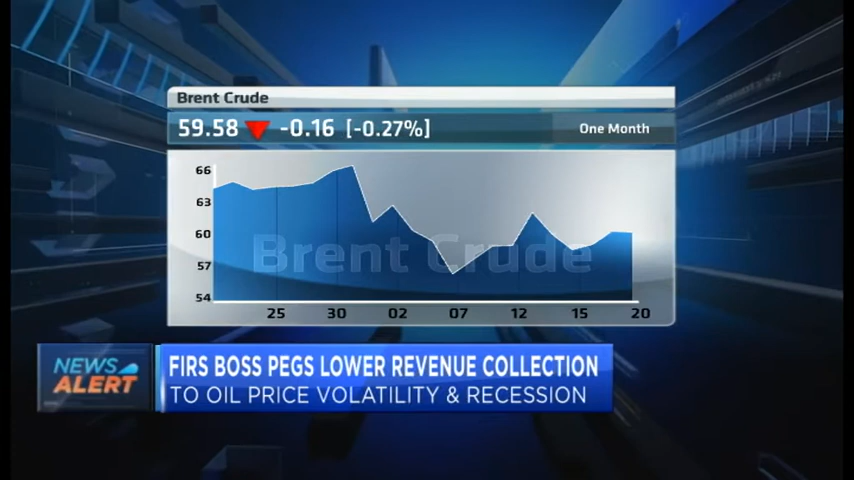 Brent Crude
59.58 -0.16 [-0.27%] One Month
66
63
60
57
54
Brent Crude
25 30 02 07 12 15 20
NEWS
ALERT
FIRS BOSS PEGS LOWER REVENUE COLLECTION
TO OIL PRICE VOLATILITY & RECESSION